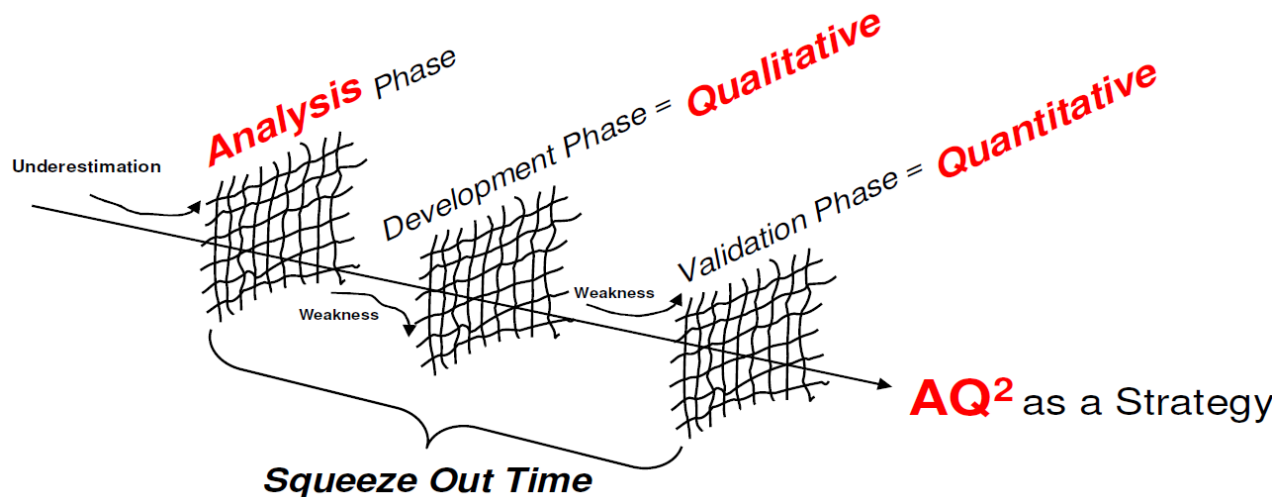 Analysis Phase
Development Phase = Qualitative
Validation Phase = Quantitative
Underestimation
Weakness
Weakness
AQ² as a Strategy
Squeeze Out Time